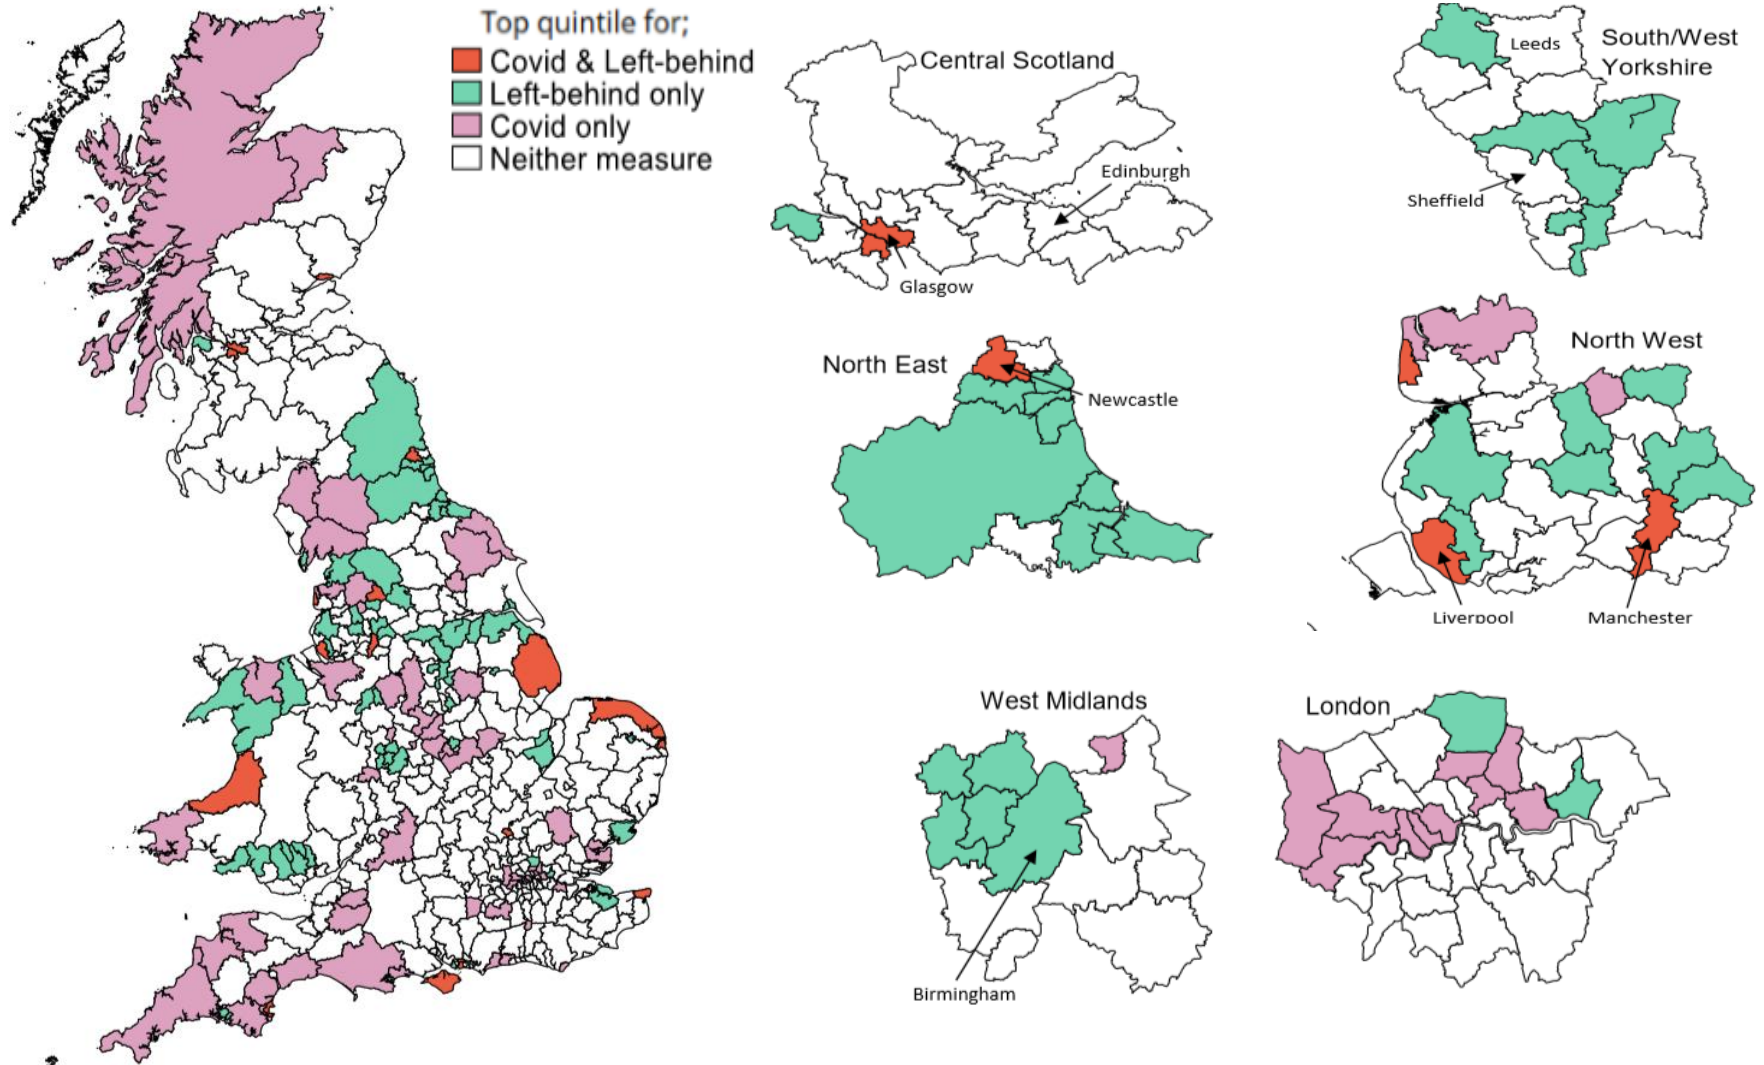 Top quintile for;
Covid & Left-behind
Left-behind only
Covid only
Neither measure
Central Scotland
Edinburgh
Glasgow
South/West
Yorkshire
Leeds
Sheffield
North East
Newcastle
North West
Liverpool
Manchester
West Midlands
Birmingham
London